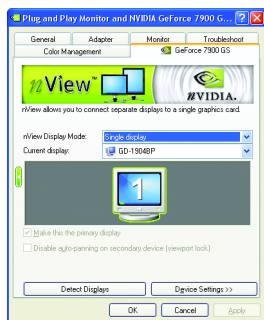 Plug and Play Monitor and NVIDIA GeForce 7900 G...
General Adapter Monitor Troubleshoot
Color Management GeForce 7900 GS
nView™
nVIDIA.
nView allows you to connect separate displays to a single graphics card.
nView Display Mode: Single display
Current display: GD-1904BP
1
Make this the primary display
Disable auto-panning on secondary device (viewport lock)
Detect Displays Device Settings >>
OK Cancel Apply